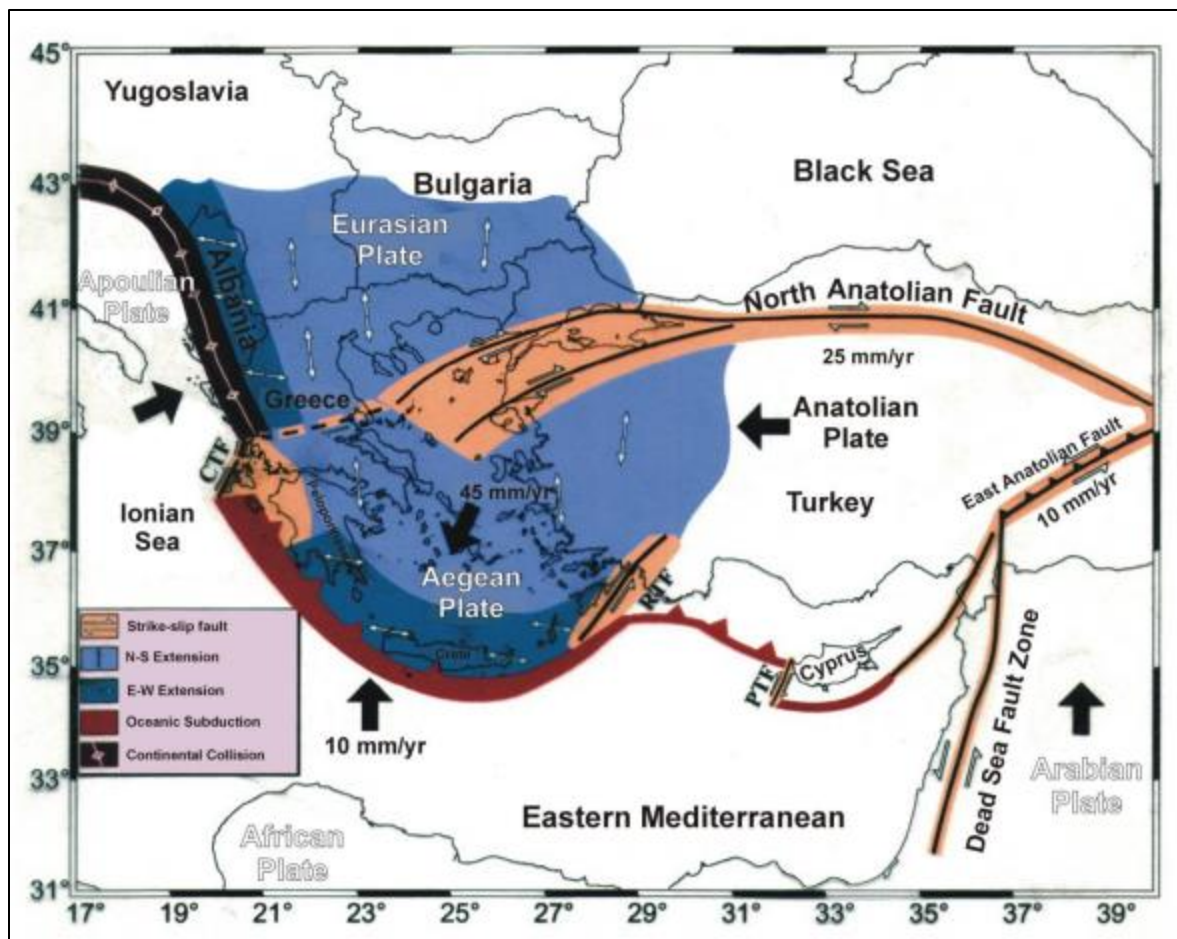 45°
43°
41°
39°
37°
35°
33°
31°
17°
19°
21°
23°
25°
27°
29°
31°
33°
35°
37°
39°
Yugoslavia
Bulgaria
Black Sea
Eurasian
Plate
Albania
Apoulian
Plate
North Anatolian Fault
25 mm/yr
Greece
Anatolian
Plate
CTF
East Anatolian Fault
10 mm/yr
45 mm/yr
Ionian
Sea
Turkey
Aegean
Plate
RTF
Crete
Cyprus
PTF
Dead Sea Fault Zone
10 mm/yr
Arabian
Plate
Eastern Mediterranean
African
Plate
Strike-slip fault
N-S Extension
E-W Extension
Oceanic Subduction
Continental Collision